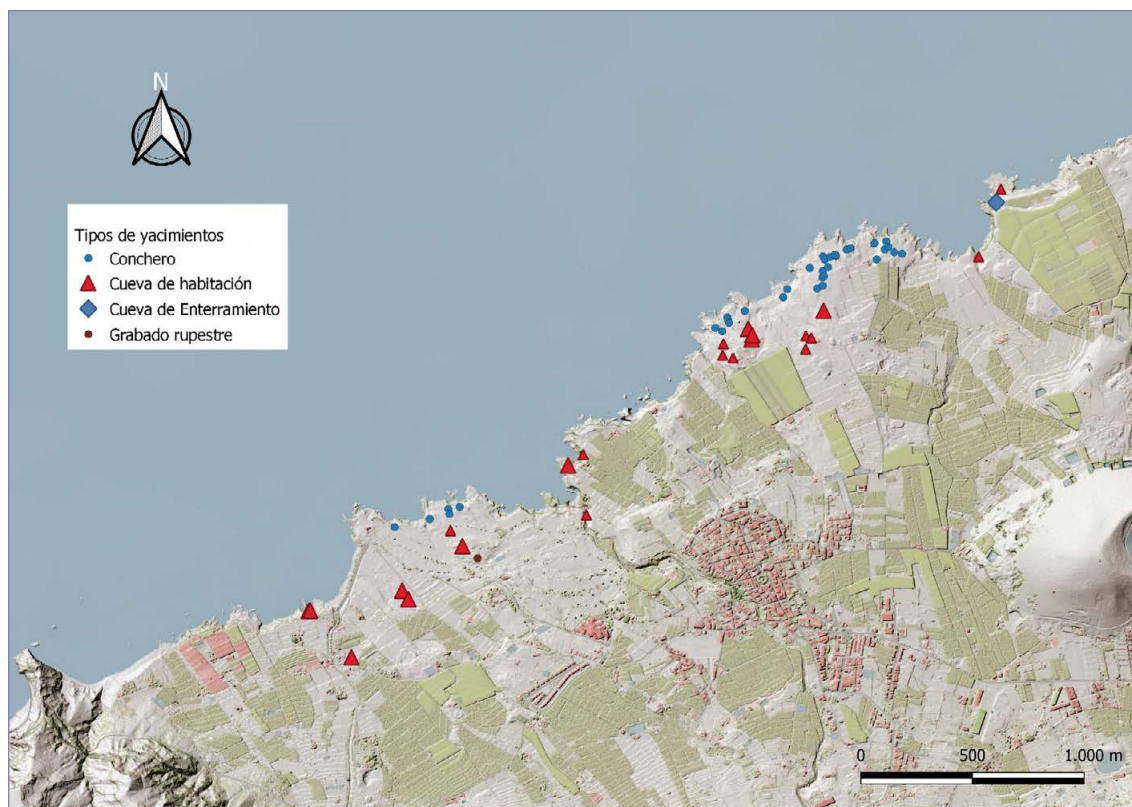 N
Tipos de yacimientos
Conchero
Cueva de habitación
Cueva de Enterramiento
Grabado rupestre
0 500 1.000 m